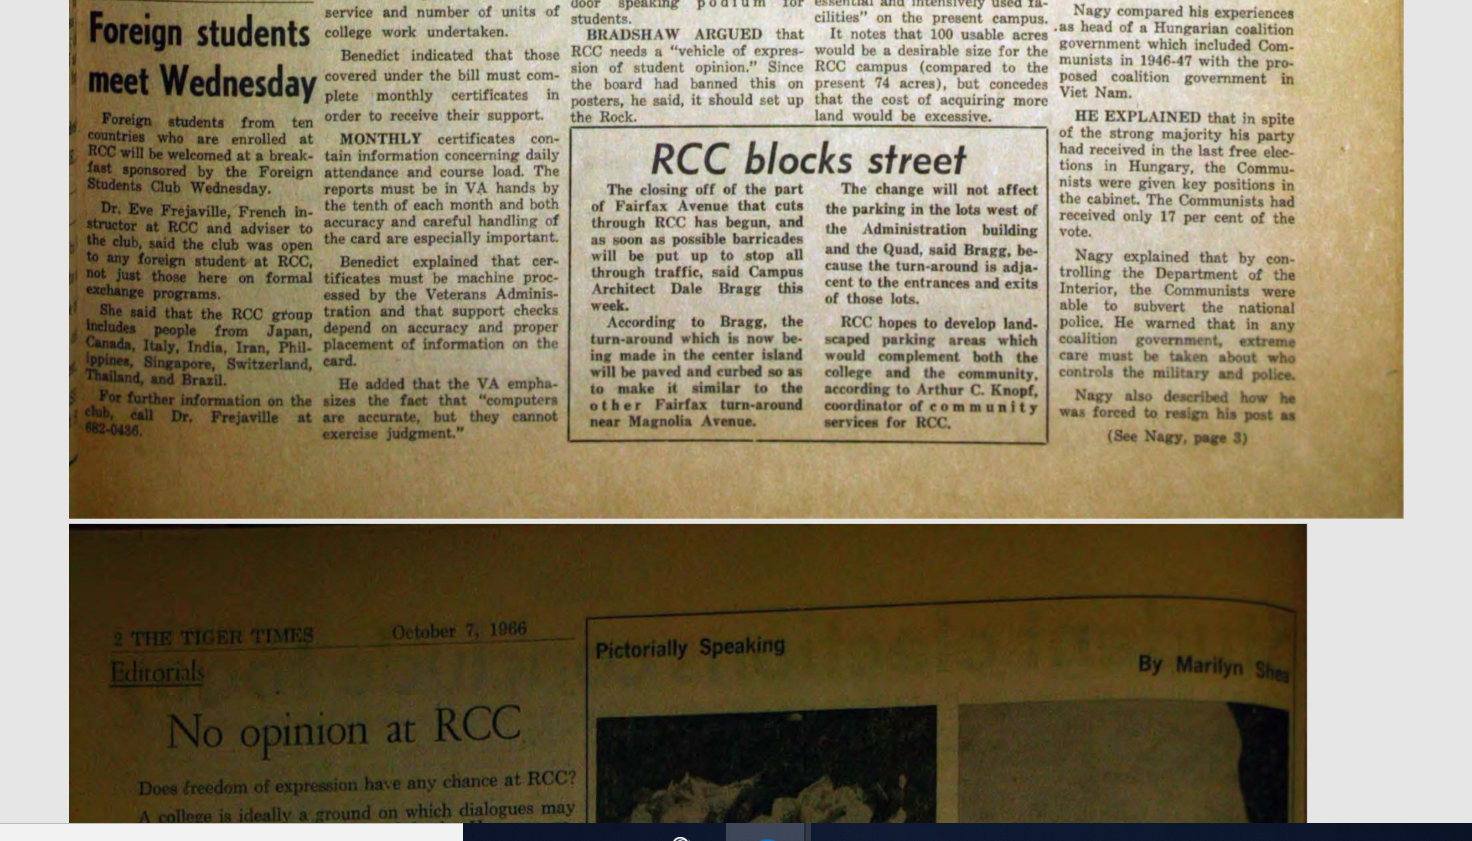 Foreign students
meet Wednesday
Foreign students from ten
countries who are enrolled at
RCC will be welcomed at a break-
fast sponsored by the Foreign
Students Club Wednesday.
Dr. Eve Frejaville, French in-
structor at RCC and adviser to
the club, said the club was open
to any foreign student at RCC,
not just those here on formal
exchange programs.
She said that the RCC group
includes people from Japan,
Canada, Italy, India, Iran, Phil-
ippines, Singapore, Switzerland,
Thailand, and Brazil.
For further information on the
club, call Dr. Frejaville at
682-0436.
service and number of units of
college work undertaken.
Benedict indicated that those
covered under the bill must com-
plete monthly certificates in
order to receive their support.
MONTHLY certificates con-
tain information concerning daily
attendance and course load. The
reports must be in VA hands by
the tenth of each month and both
accuracy and careful handling of
the card are especially important.
Benedict explained that cer-
tificates must be machine proc-
essed by the Veterans Adminis-
tration and that support checks
depend on accuracy and proper
placement of information on the
card.
He added that the VA empha-
sizes the fact that "computers
are accurate, but they cannot
exercise judgment."
door speaking podium for
students.
BRADSHAW ARGUED that
RCC needs a "vehicle of expres-
sion of student opinion." Since
the board had banned this on
posters, he said, it should set up
the Rock.
essential and intensively used fa-
cilities" on the present campus.
It notes that 100 usable acres
would be a desirable size for the
RCC campus (compared to the
present 74 acres), but concedes
that the cost of acquiring more
land would be excessive.
RCC blocks street
The closing off of the part
of Fairfax Avenue that cuts
through RCC has begun, and
as soon as possible barricades
will be put up to stop all
through traffic, said Campus
Architect Dale Bragg this
week.
According to Bragg, the
turn-around which is now be-
ing made in the center island
will be paved and curbed so as
to make it similar to the
other Fairfax turn-around
near Magnolia Avenue.
The change will not affect
the parking in the lots west of
the Administration building
and the Quad, said Bragg, be-
cause the turn-around is adja-
cent to the entrances and exits
of those lots.
RCC hopes to develop land-
scaped parking areas which
would complement both the
college and the community,
according to Arthur C. Knopf,
coordinator of community
services for RCC.
Nagy compared his experiences
as head of a Hungarian coalition
government which included Com-
munists in 1946-47 with the pro-
posed coalition government in
Viet Nam.
HE EXPLAINED that in spite
of the strong majority his party
had received in the last free elec-
tions in Hungary, the Commu-
nists were given key positions in
the cabinet. The Communists had
received only 17 per cent of the
vote.
Nagy explained that by con-
trolling the Department of the
Interior, the Communists were
able to subvert the national
police. He warned that in any
coalition government, extreme
care must be taken about who
controls the military and police.
Nagy also described how he
was forced to resign his post as
(See Nagy, page 3)
2 THE TIGER TIMES October 7, 1966
Editorials
No opinion at RCC
Does freedom of expression have any chance at RCC?
A college is ideally a ground on which dialogues may
Pictorially Speaking
By Marilyn Shea